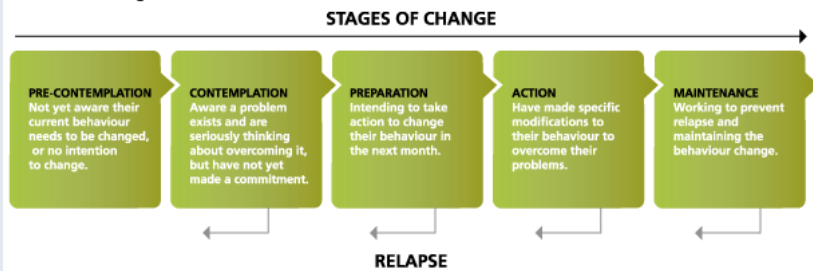 STAGES OF CHANGE
PRE-CONTEMPLATION
Not yet aware their
current behaviour
needs to be changed,
or no intention
to change.
CONTEMPLATION
Aware a problem
exists and are
seriously thinking
about overcoming it,
but have not yet
made a commitment.
PREPARATION
Intending to take
action to change
their behaviour in
the next month.
ACTION
Have made specific
modifications to
their behaviour to
overcome their
problems.
MAINTENANCE
Working to prevent
relapse and
maintaining the
behaviour change.
RELAPSE